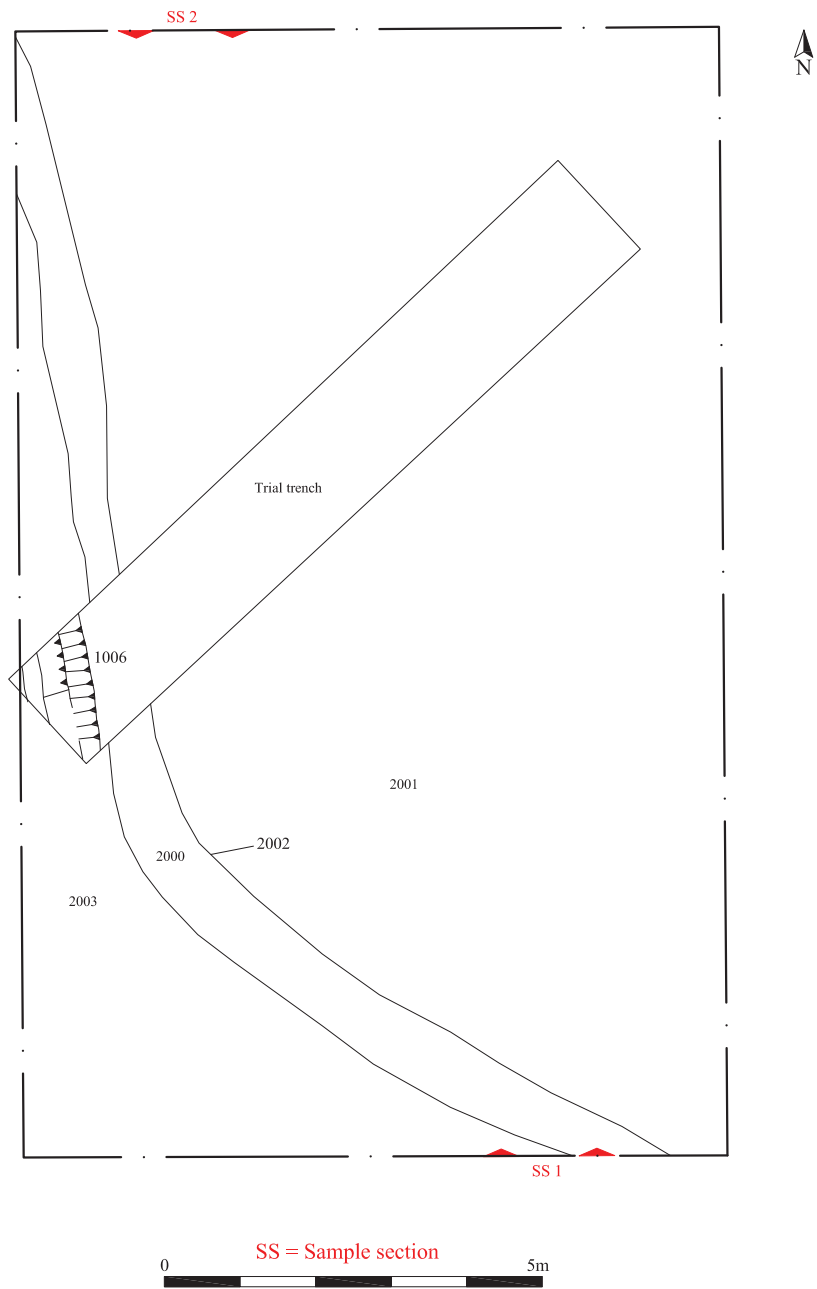 SS 2
N
Trial trench
1006
2001
2002
2000
2003
SS 1
SS = Sample section
0 5m